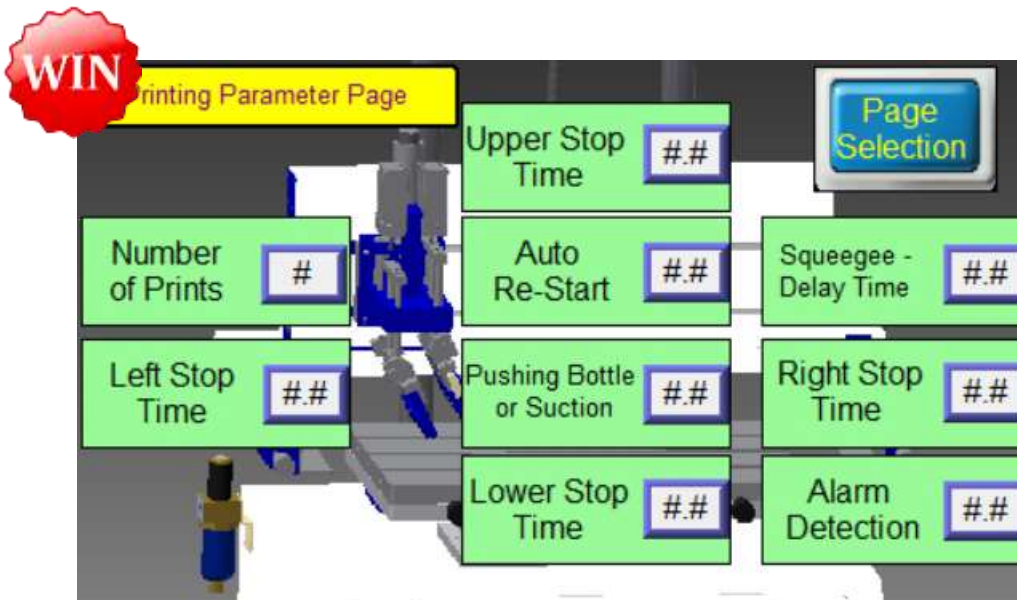 WIN
Printing Parameter Page
Page
Selection
Upper Stop
Time
#.#
Number
of Prints
#
Auto
Re-Start
#.#
Squeegee -
Delay Time
#.#
Left Stop
Time
#.#
Pushing Bottle
or Suction
#.#
Right Stop
Time
#.#
Lower Stop
Time
#.#
Alarm
Detection
#.#